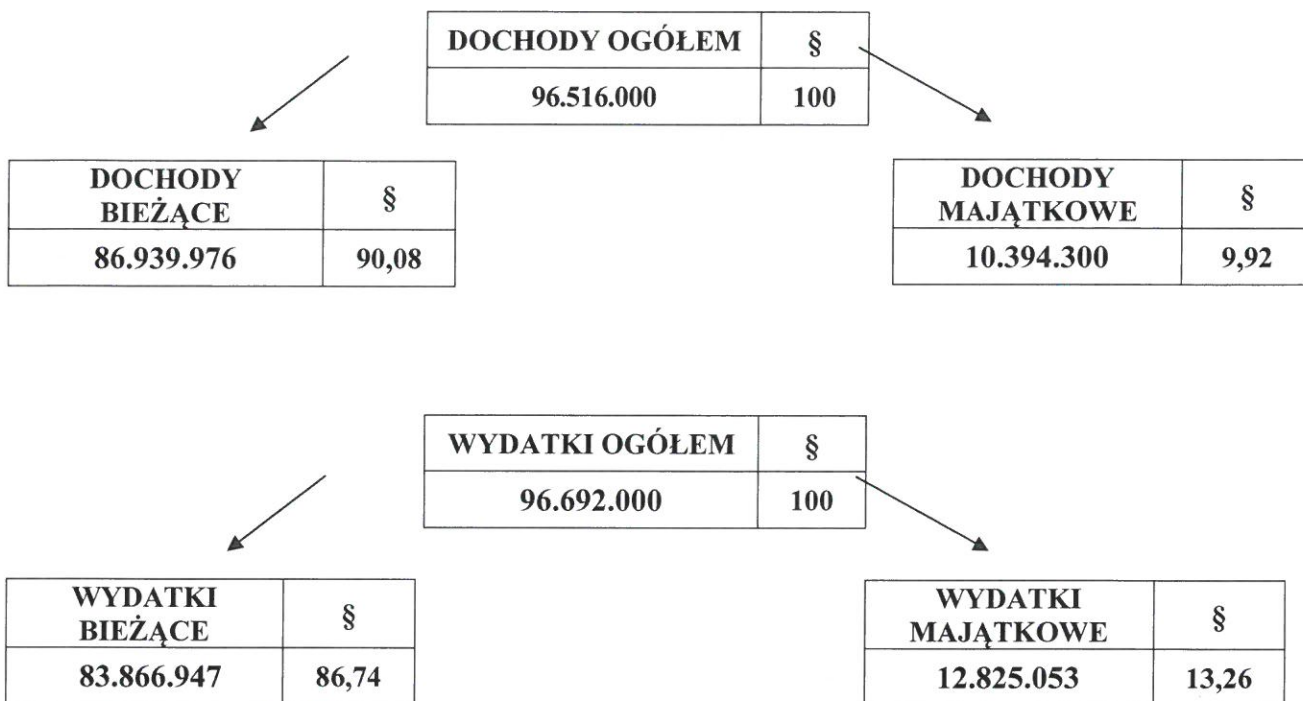 DOCHODY OGÓŁEM §
96.516.000 100
DOCHODY BIEŻĄCE §
86.939.976 90,08
DOCHODY MAJĄTKOWE §
10.394.300 9,92
WYDATKI OGÓŁEM §
96.692.000 100
WYDATKI BIEŻĄCE §
83.866.947 86,74
WYDATKI MAJĄTKOWE §
12.825.053 13,26